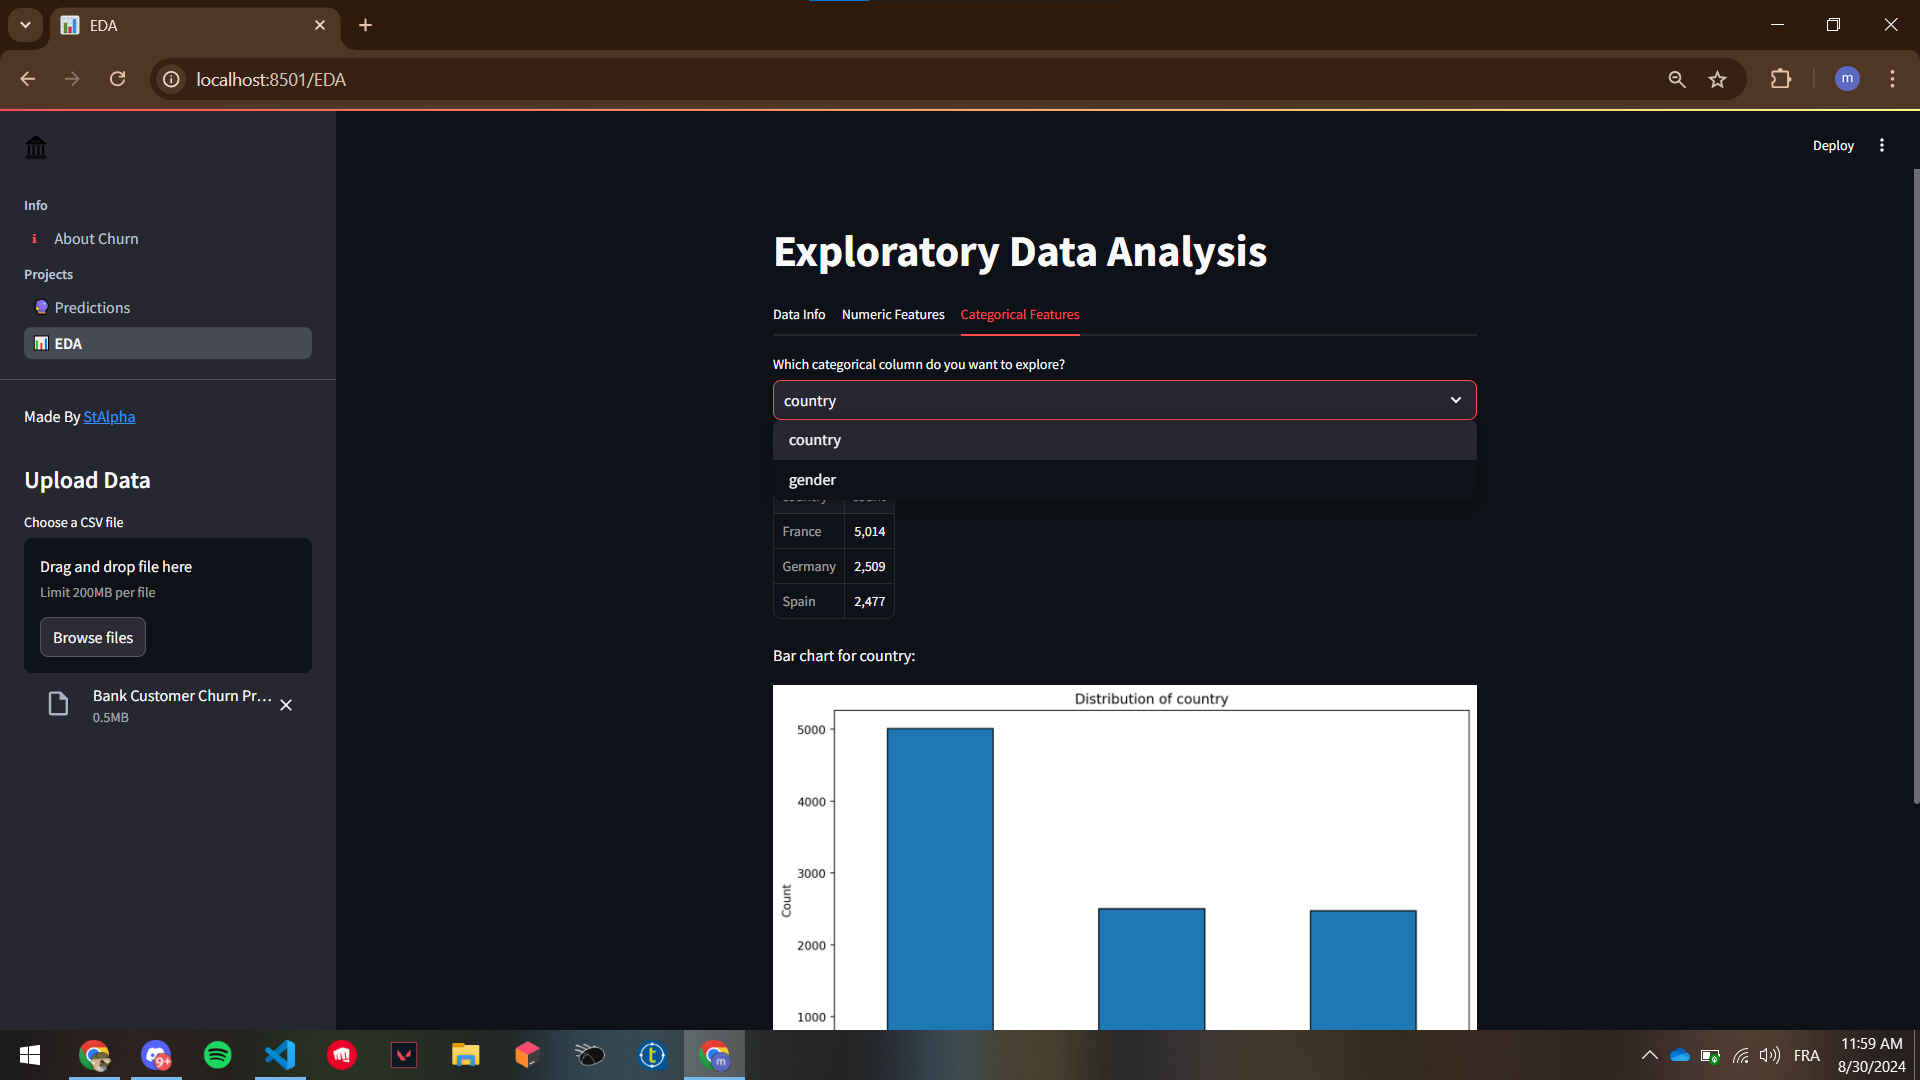 EDA
localhost:8501/EDA
m
Deploy
Info
About Churn
Projects
Predictions
EDA
Made By StAlpha
Upload Data
Choose a CSV file
Drag and drop file here
Limit 200MB per file
Browse files
Bank Customer Churn Pr...
0.5MB
Exploratory Data Analysis
Data Info Numeric Features Categorical Features
Which categorical column do you want to explore?
country
country
gender
France 5,014
Germany 2,509
Spain 2,477
Bar chart for country:
Distribution of country
5000
4000
3000
2000
1000
Count
9+
m
FRA
11:59 AM
8/30/2024